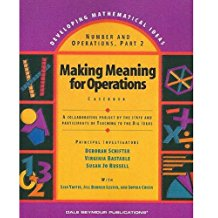 DEVELOPING MATHEMATICAL IDEAS
NUMBER AND
OPERATIONS, PART 2
Making Meaning
for Operations
CASEBOOK
A COLLABORATIVE PROJECT BY THE STAFF AND
PARTICIPANTS OF TEACHING TO THE BIG IDEAS
PRINCIPAL INVESTIGATORS
DEBORAH SCHIFTER
VIRGINIA BASTABLE
SUSAN JO RUSSELL
WITH
LISA YAFFEE, JILL BODNER LESTER, AND SOPHIA COHEN
DALE SEYMOUR PUBLICATIONS